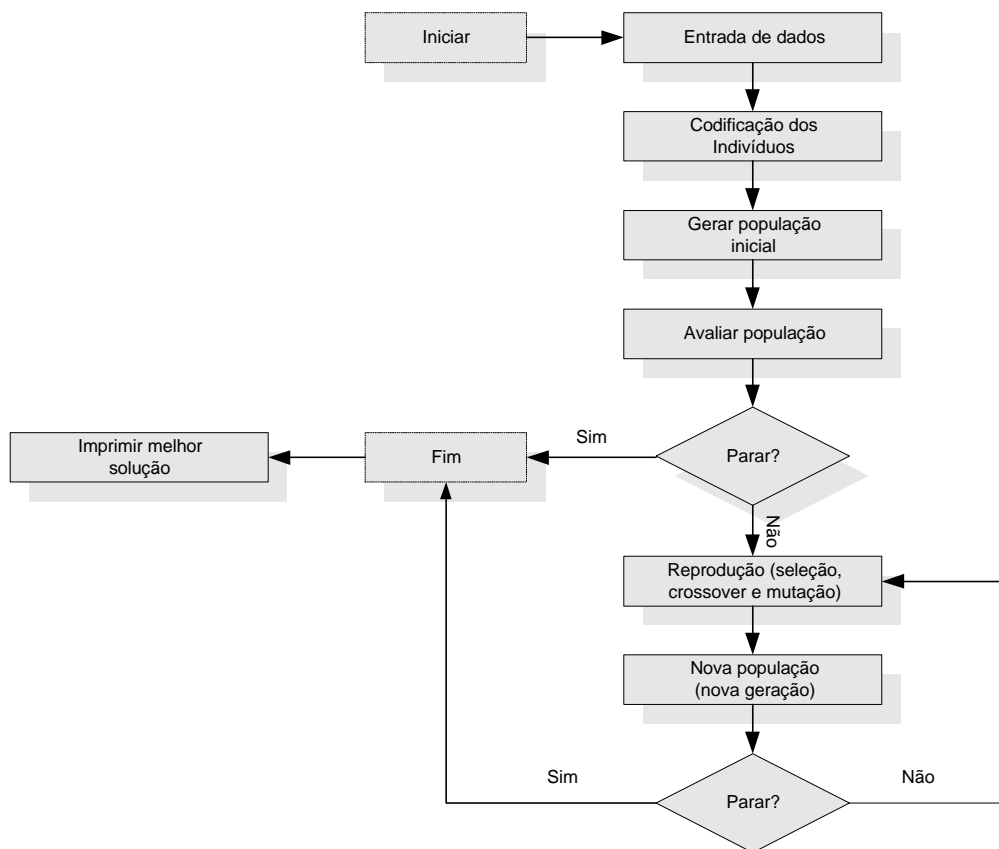 Iniciar
Entrada de dados
Codificação dos
Indivíduos
Gerar população
inicial
Avaliar população
Parar?
Sim
Fim
Imprimir melhor
solução
Não
Reprodução (seleção,
crossover e mutação)
Nova população
(nova geração)
Parar?
Sim
Não